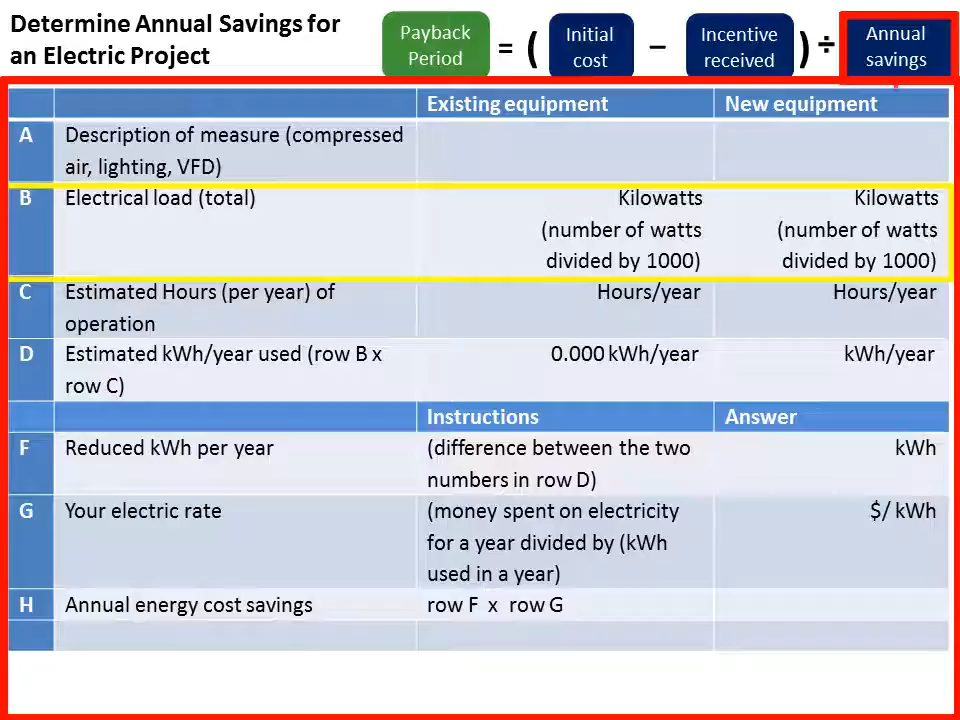 Determine Annual Savings for
an Electric Project
Payback
Period
=
(
Initial
cost
–
Incentive
received
)
÷
Annual
savings
Existing equipment
New equipment
A
Description of measure (compressed
air, lighting, VFD)
B
Electrical load (total)
Kilowatts
(number of watts
divided by 1000)
Kilowatts
(number of watts
divided by 1000)
C
Estimated Hours (per year) of
operation
Hours/year
Hours/year
D
Estimated kWh/year used (row B x
row C)
0.000 kWh/year
kWh/year
Instructions
Answer
F
Reduced kWh per year
(difference between the two
numbers in row D)
kWh
G
Your electric rate
(money spent on electricity
for a year divided by (kWh
used in a year)
$/ kWh
H
Annual energy cost savings
row F x row G